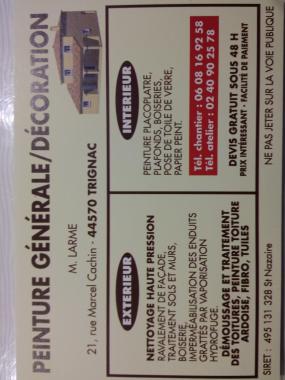 PEINTURE GÉNÉRALE/DÉCORATION
M. LARME
21, rue Marcel Cachin - 44570 TRIGNAC
EXTERIEUR
NETTOYAGE HAUTE PRESSION
RAVALEMENT DE FAÇADE,
TRAITEMENT SOLS ET MURS,
BOISERIE,
IMPERMÉABILISATION DES ENDUITS
GRATTÉS PAR VAPORISATION
HYDROFUGE.
DÉMOUSSAGE ET TRAITEMENT
DES TOITURES, PEINTURE TOITURE
ARDOISE, FIBRO, TUILES
INTERIEUR
PEINTURE PLACOPLATRE,
PLAFONDS, BOISERIES,
POSE DE TOILE DE VERRE,
PAPIER PEINT.
Tél. chantier : 06 08 16 92 58
Tél. atelier : 02 40 90 25 78
DEVIS GRATUIT SOUS 48 H
PRIX INTÉRESSANT - FACILITÉ DE PAIEMENT
SIRET : 495 131 328 St Nazaire
NE PAS JETER SUR LA VOIE PUBLIQUE